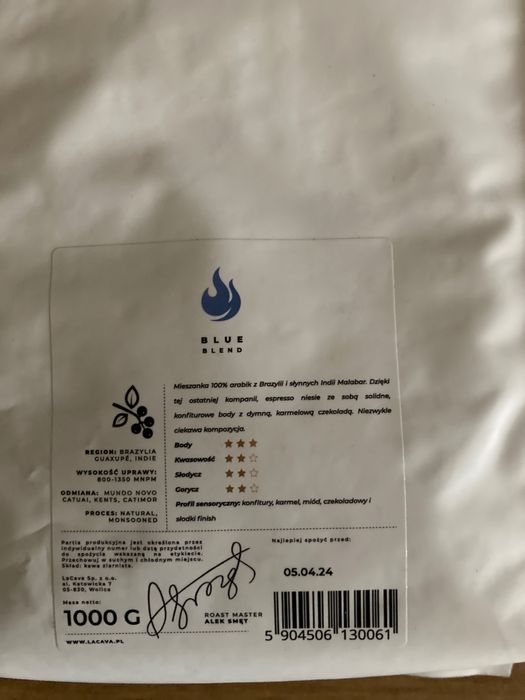 BLUE
BLEND
Mieszanka 100% arabik z Brazylii i słynnych Indii Malabar. Dzięki
tej ostatniej kompanii, espresso niesie ze sobą solidne,
konfiturowe body z dymną, karmelową czekoladą. Niezwykle
ciekawa kompozycja.
Body
Kwasowość
Słodycz
Gorycz
Profil sensoryczny: konfitury, karmel, miód, czekoladowy i
słodki finish
REGION: BRAZYLIA
GUAXUPÉ, INDIE
WYSOKOŚĆ UPRAWY:
800-1350 MNPM
ODMIANA: MUNDO NOVO
CATUAI, KENTS, CATIMOR
PROCES: NATURAL,
MONSOONED
Partia produkcyjna jest określona przez
indywidualny numer lub datą przydatności
do spożycia wskazaną na etykiecie.
Przechowuj w suchym i chłodnym miejscu.
Skład: kawa ziarnista.
LaCava Sp. z o.o.
ul. Katowicka 7
05-830, Wolica
Masa netto:
1000 G
WWW.LACAVA.PL
ROAST MASTER
ALEK SMĘT
Najlepiej spożyć przed:
05.04.24
5 904506 130061